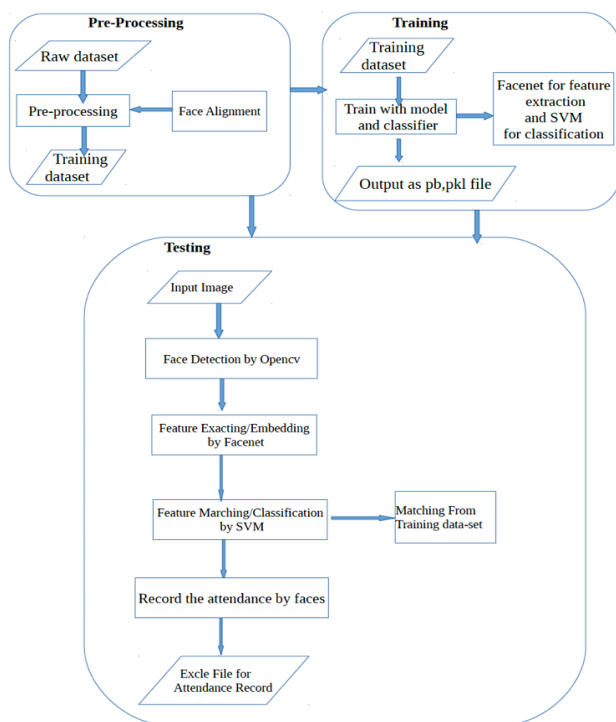 Pre-Processing
Raw dataset
Pre-processing
Face Alignment
Training
dataset
Training
Training
dataset
Train with model
and classifier
Facenet for feature
extraction
and SVM
for classification
Output as pb,pkl file
Testing
Input Image
Face Detection by Opencv
Feature Exacting/Embedding
by Facenet
Feature Marching/Classification
by SVM
Matching From
Training data-set
Record the attendance by faces
Excle File for
Attendance Record